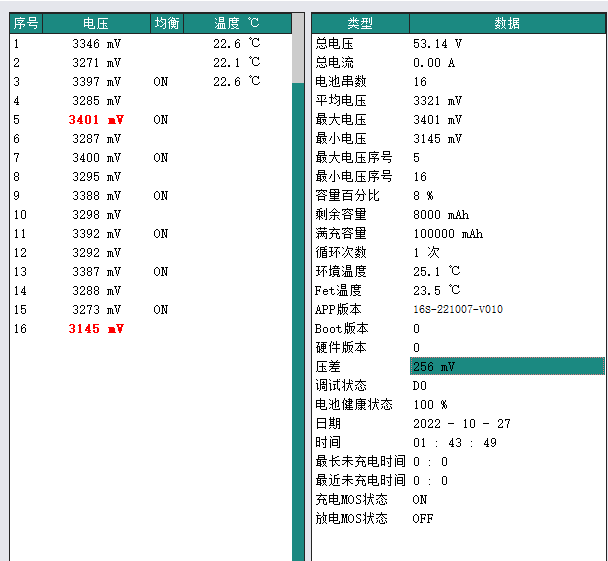 序号 电压 均衡 温度 ℃
1 3346 mV 22.6 ℃
2 3271 mV 22.1 ℃
3 3397 mV ON 22.6 ℃
4 3285 mV
5 3401 mV ON
6 3287 mV
7 3400 mV ON
8 3295 mV
9 3388 mV ON
10 3298 mV
11 3392 mV ON
12 3292 mV
13 3387 mV ON
14 3288 mV
15 3273 mV ON
16 3145 mV
类型 数据
总电压 53.14 V
总电流 0.00 A
电池串数 16
平均电压 3321 mV
最大电压 3401 mV
最小电压 3145 mV
最大电压序号 5
最小电压序号 16
容量百分比 8 %
剩余容量 8000 mAh
满充容量 100000 mAh
循环次数 1 次
环境温度 25.1 ℃
Fet温度 23.5 ℃
APP版本 16S-221007-V010
Boot版本 0
硬件版本 0
压差 256 mV
调试状态 D0
电池健康状态 100 %
日期 2022 - 10 - 27
时间 01 : 43 : 49
最长未充电时间 0 : 0
最近未充电时间 0 : 0
充电MOS状态 ON
放电MOS状态 OFF